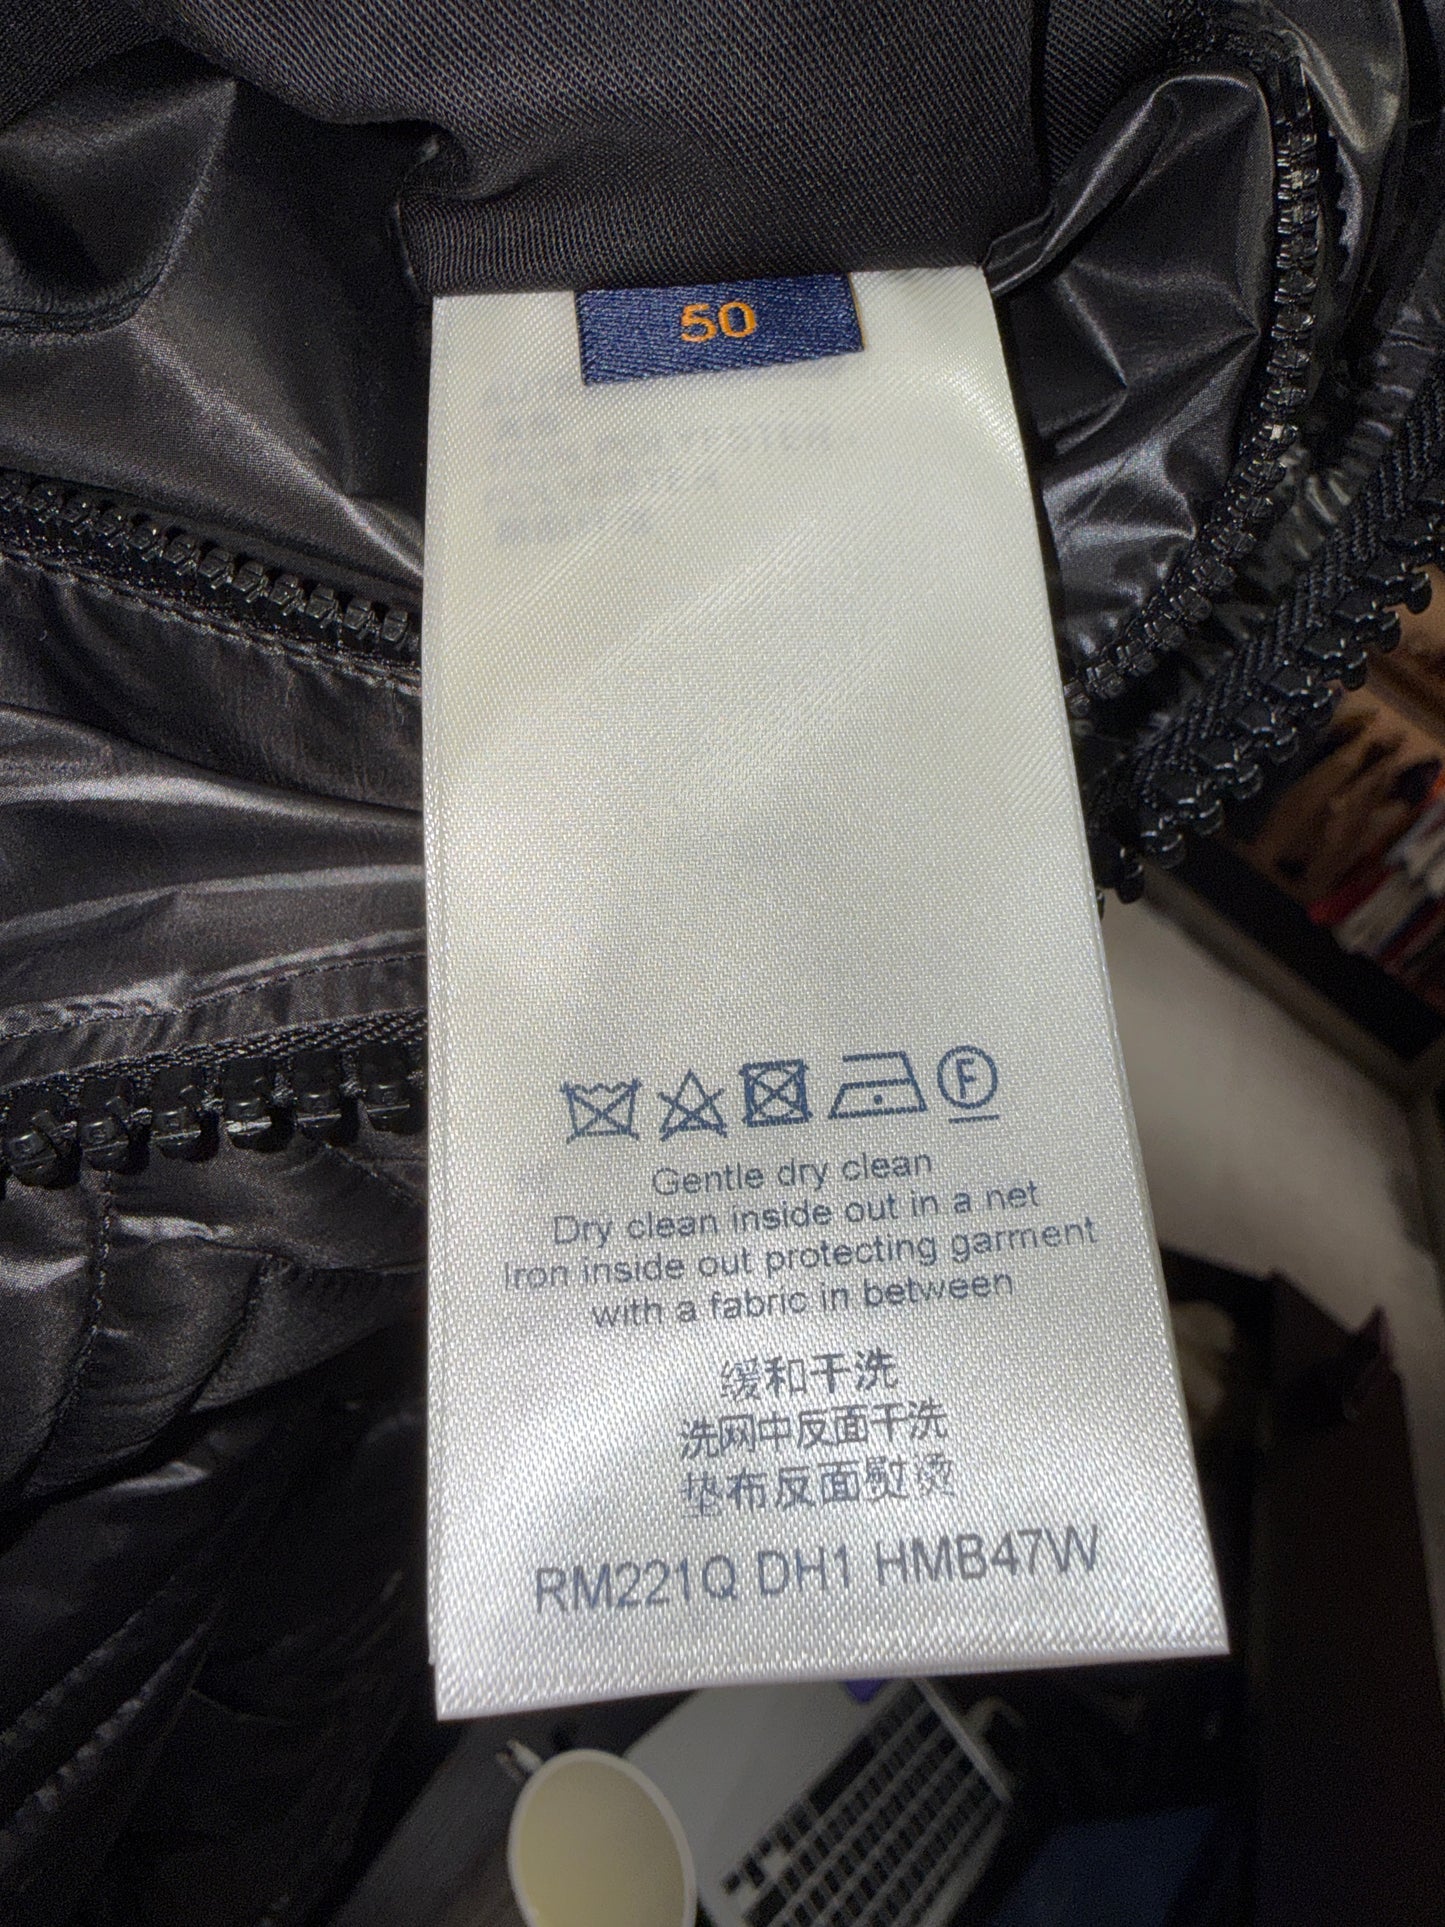 50
F
Gentle dry clean
Dry clean inside out in a net
Iron inside out protecting garment
with a fabric in between
缓和干洗
洗网中反面干洗
垫布反面熨烫
RM221Q DH1 HMB47W